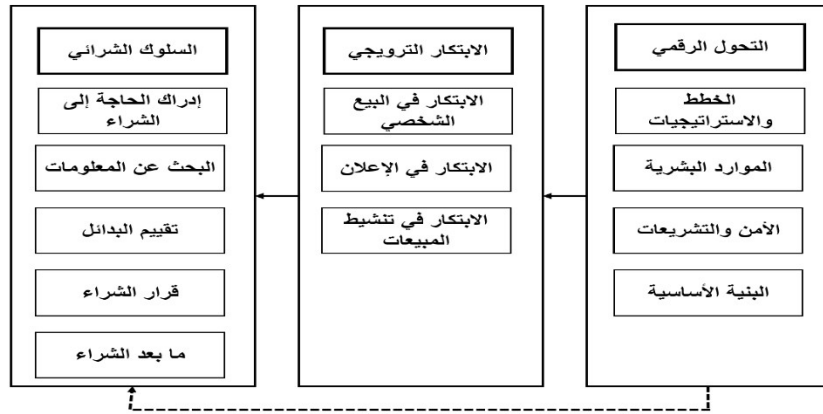 التحول الرقمي
الخطط
والاستراتيجيات
الموارد البشرية
الأمن والتشريعات
البنية الأساسية
الابتكار الترويجي
الابتكار في البيع
الشخصي
الابتكار في الإعلان
الابتكار في تنشيط
المبيعات
السلوك الشرائي
إدراك الحاجة إلى
الشراء
البحث عن المعلومات
تقييم البدائل
قرار الشراء
ما بعد الشراء